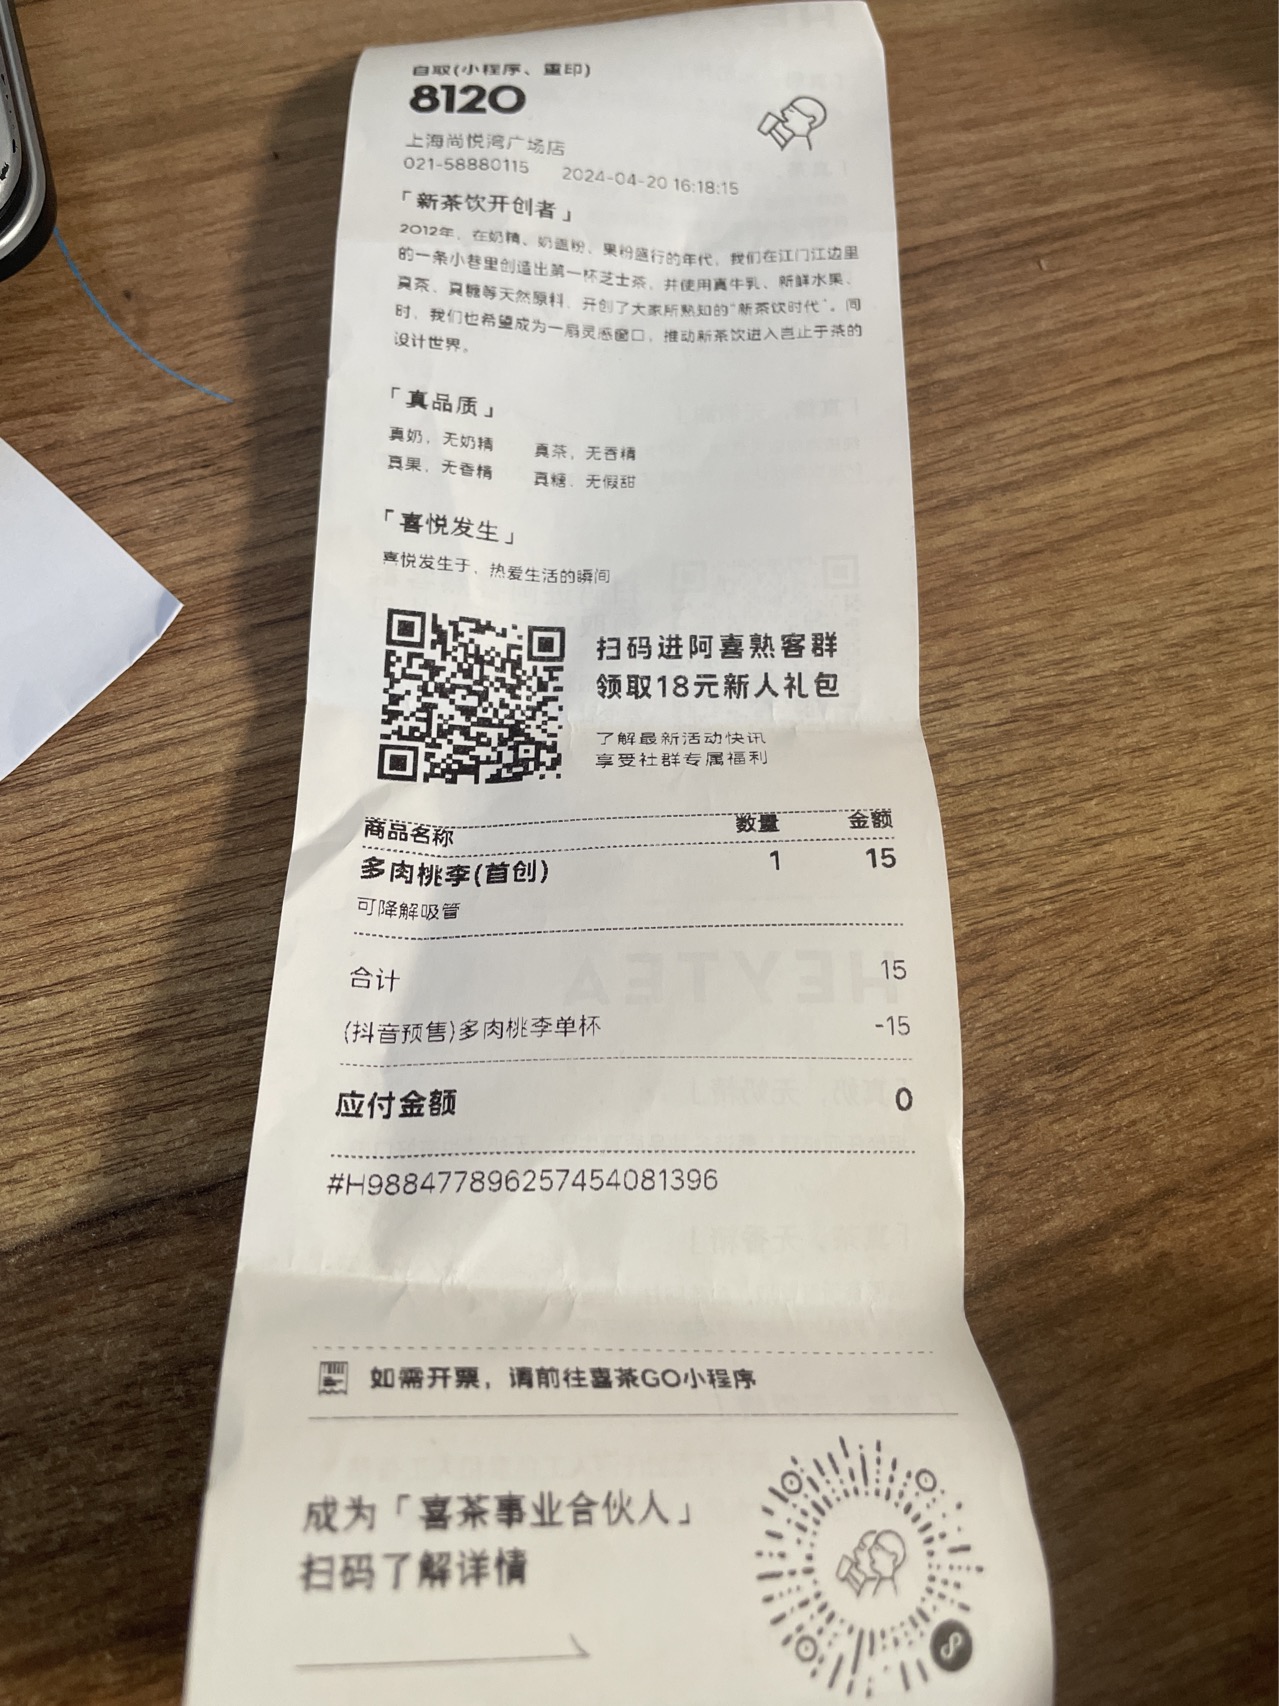 自取(小程序、重印)
8120
上海尚悦湾广场店
021-58880115 2024-04-20 16:18:15
「新茶饮开创者」
2012年，在奶精、奶盖粉、果粉盛行的年代，我们在江门江边里
的一条小巷里创造出第一杯芝士茶，并使用真牛乳、新鲜水果、
真茶、真糖等天然原料，开创了大家所熟知的“新茶饮时代”。同
时，我们也希望成为一扇灵感窗口，推动新茶饮进入岂止于茶的
设计世界。
「真品质」
真奶，无奶精 真茶，无香精
真果，无香精 真糖，无假甜
「喜悦发生」
喜悦发生于，热爱生活的瞬间
扫码进阿喜熟客群
领取18元新人礼包
了解最新活动快讯
享受社群专属福利
商品名称 数量 金额
多肉桃李(首创) 1 15
可降解吸管
合计 15
(抖音预售)多肉桃李单杯 -15
应付金额 0
#H988477896257454081396
如需开票，请前往喜茶GO小程序
成为「喜茶事业合伙人」
扫码了解详情